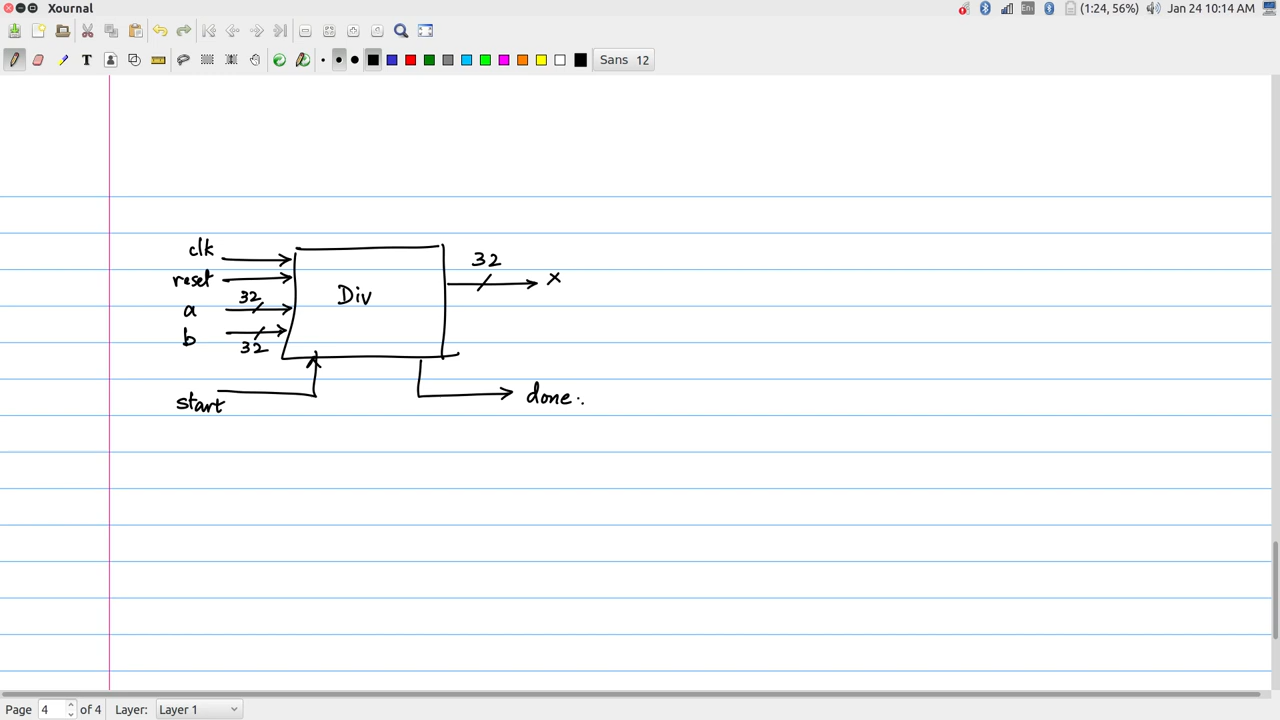 Xournal
(1:24, 56%) Jan 24 10:14 AM
En
T
Sans 12
clk
reset
32
a
b
32
Div
32
x
start
done.
Page 4 of 4 Layer: Layer 1